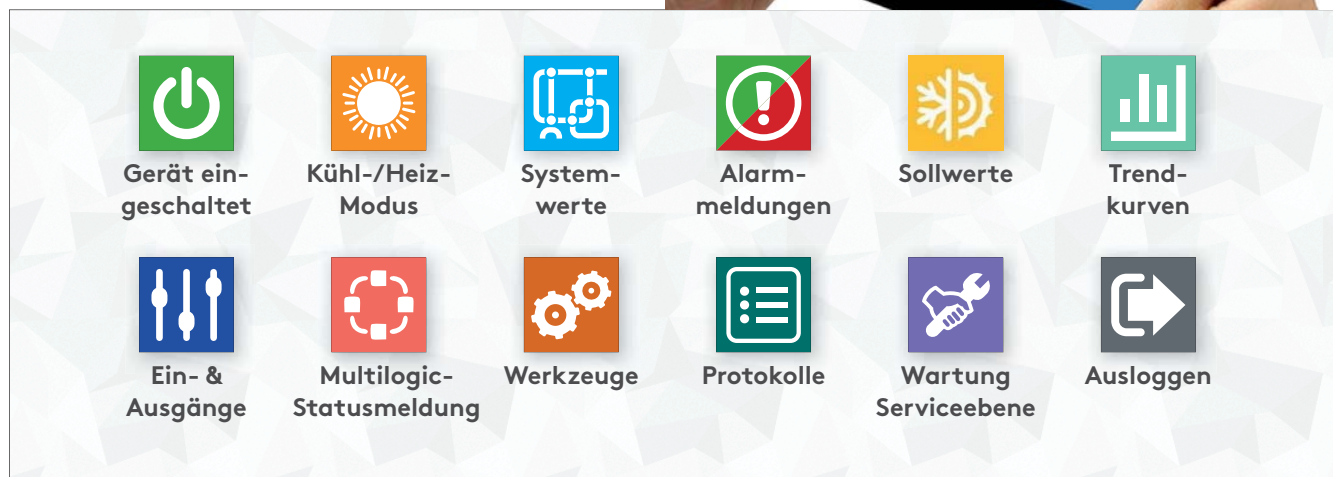 Gerät ein-
geschaltet
Kühl-/Heiz-
Modus
System-
werte
Alarm-
meldungen
Sollwerte
Trend-
kurven
Ein- &
Ausgänge
Multilogic-
Statusmeldung
Werkzeuge
Protokolle
Wartung
Serviceebene
Ausloggen